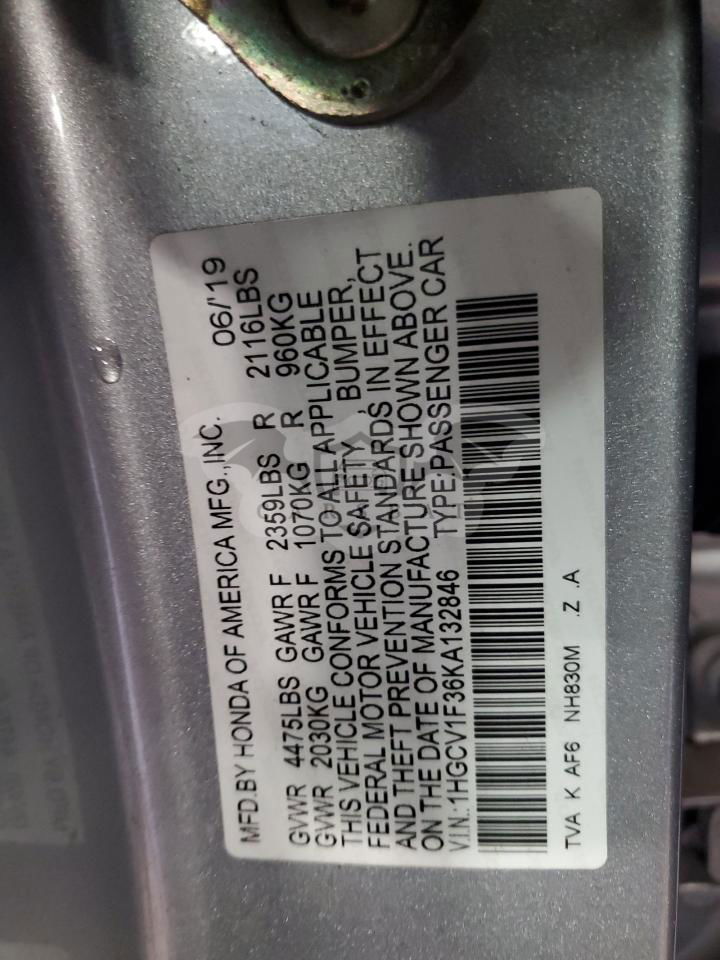 MFD.BY HONDA OF AMERICA MFG.,INC. 06/'19
GVWR 4475LBS GAWR F 2359LBS R 2116LBS
GVWR 2030KG GAWR F 1070KG R 960KG
THIS VEHICLE CONFORMS TO ALL APPLICABLE
FEDERAL MOTOR VEHICLE SAFETY , BUMPER,
AND THEFT PREVENTION STANDARDS IN EFFECT
ON THE DATE OF MANUFACTURE SHOWN ABOVE.
V.I.N.:1HGCV1F36KA132846 TYPE:PASSENGER CAR
TVA K AF6 NH830M .Z .A